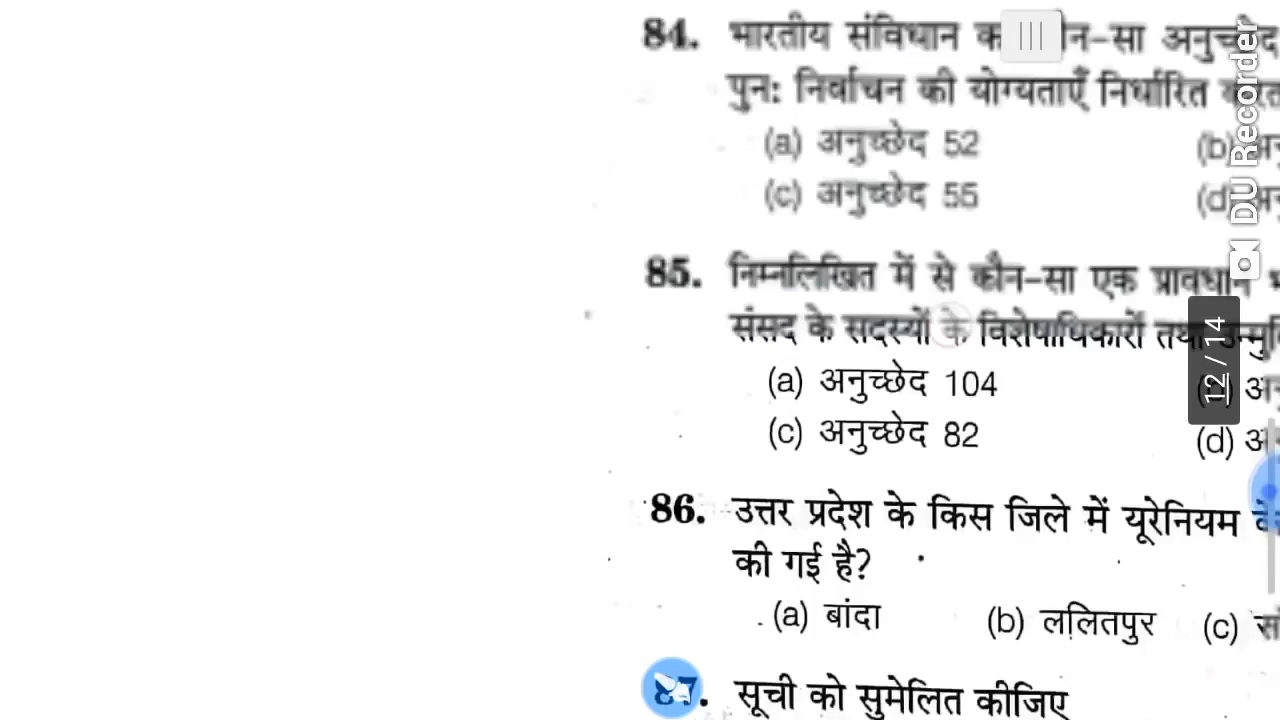 84. भारतीय संविधान अनुच्छेद
पुनः निर्वाचन की योग्यताएँ निर्धारित
(a) अनुच्छेद 52 (b)
(c) अनुच्छेद 55 (d)
85. निम्नलिखित में से कौन-सा एक प्रावधान
संसद के सदस्यों के विशेषाधिकारों तथा
(a) अनुच्छेद 104
(c) अनुच्छेद 82 (d)
86. उत्तर प्रदेश के किस जिले में यूरेनियम
की गई है?
(a) बांदा (b) ललितपुर (c)
87. सूची को सुमेलित कीजिए
DU Recorder
12 / 14